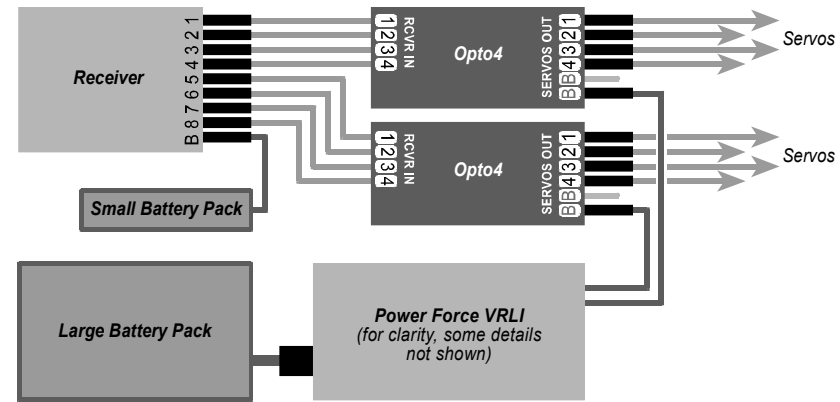 Receiver
1
2
3
4
5
6
7
8
B
1
2
3
4
RCVR IN
Opto4
SERVOS OUT
1
2
3
4
B
B
Servos
1
2
3
4
RCVR IN
Opto4
SERVOS OUT
1
2
3
4
B
B
Servos
Small Battery Pack
Large Battery Pack
Power Force VRLI
(for clarity, some details
not shown)